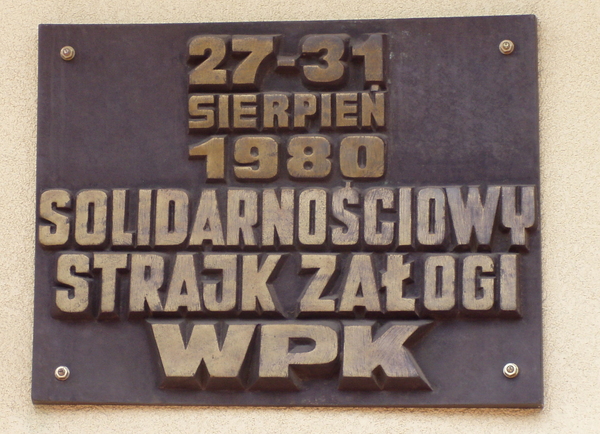 27-31
SIERPIEŃ
1980
SOLIDARNOŚCIOWY
STRAJK ZAŁOGI
WPK